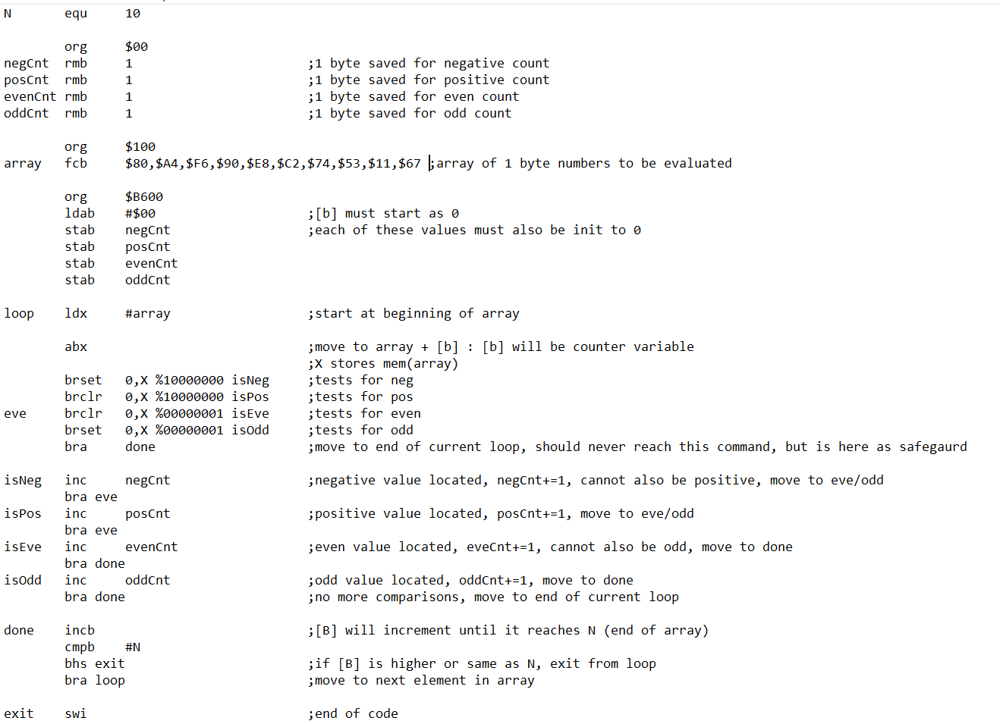 N       equ     10
        org     $00
negCnt  rmb     1                       ;1 byte saved for negative count
posCnt  rmb     1                       ;1 byte saved for positive count
evenCnt rmb     1                       ;1 byte saved for even count
oddCnt  rmb     1                       ;1 byte saved for odd count
        org     $100
array   fcb     $80,$A4,$F6,$90,$E8,$C2,$74,$53,$11,$67 ;array of 1 byte numbers to be evaluated
        org     $B600
        ldab    #$00                    ;[b] must start as 0
        stab    negCnt                  ;each of these values must also be init to 0
        stab    posCnt
        stab    evenCnt
        stab    oddCnt
loop    ldx     #array                  ;start at beginning of array
        abx                             ;move to array + [b] : [b] will be counter variable
                                        ;X stores mem(array)
        brset   0,X %10000000 isNeg     ;tests for neg
        brclr   0,X %10000000 isPos     ;tests for pos
eve     brclr   0,X %00000001 isEve     ;tests for even
        brset   0,X %00000001 isOdd     ;tests for odd
        bra     done                    ;move to end of current loop, should never reach this command, but is here as safegaurd
isNeg   inc     negCnt                  ;negative value located, negCnt+=1, cannot also be positive, move to eve/odd
        bra eve
isPos   inc     posCnt                  ;positive value located, posCnt+=1, move to eve/odd
        bra eve
isEve   inc     evenCnt                 ;even value located, eveCnt+=1, cannot also be odd, move to done
        bra done
isOdd   inc     oddCnt                  ;odd value located, oddCnt+=1, move to done
        bra done                        ;no more comparisons, move to end of current loop
done    incb                            ;[B] will increment until it reaches N (end of array)
        cmpb    #N
        bhs exit                        ;if [B] is higher or same as N, exit from loop
        bra loop                        ;move to next element in array
exit    swi                             ;end of code